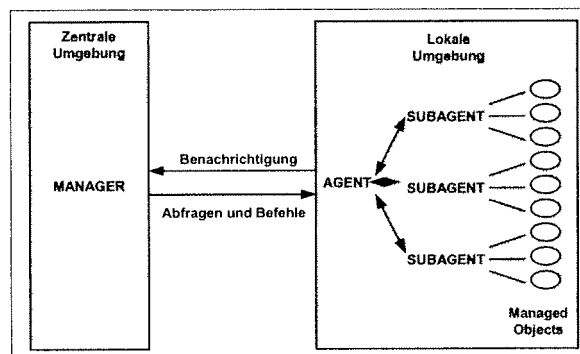 Zentrale
Umgebung
MANAGER
Benachrichtigung
Abfragen und Befehle
Lokale
Umgebung
AGENT
SUBAGENT
SUBAGENT
SUBAGENT
Managed
Objects